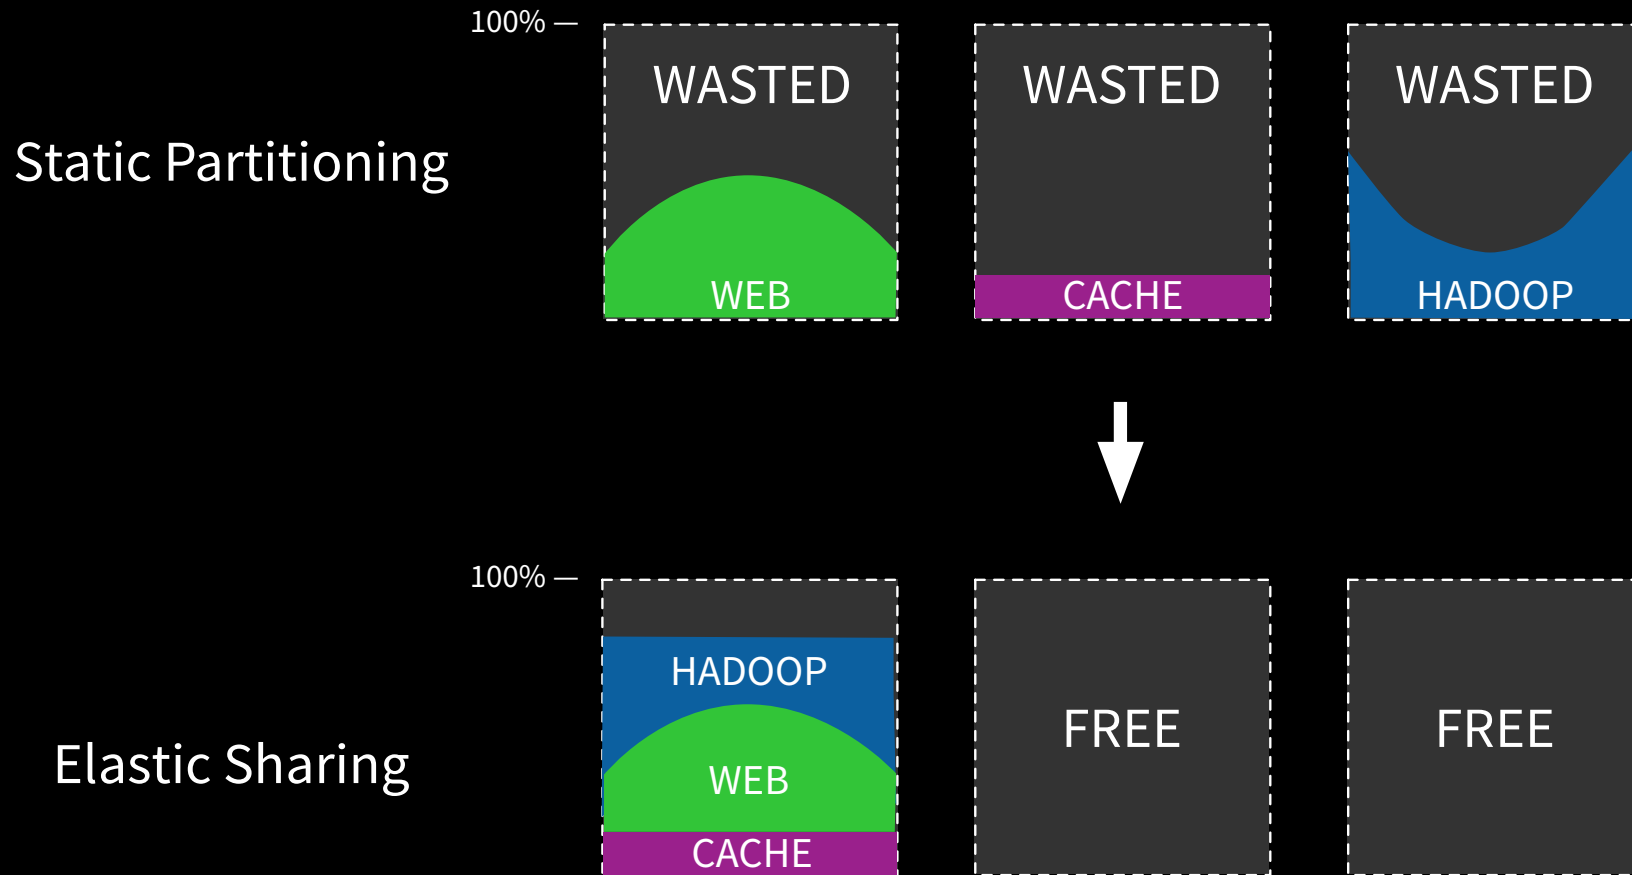 100% —
WASTED WASTED WASTED
Static Partitioning
WEB CACHE HADOOP
100% —
HADOOP
FREE FREE
Elastic Sharing
WEB
CACHE